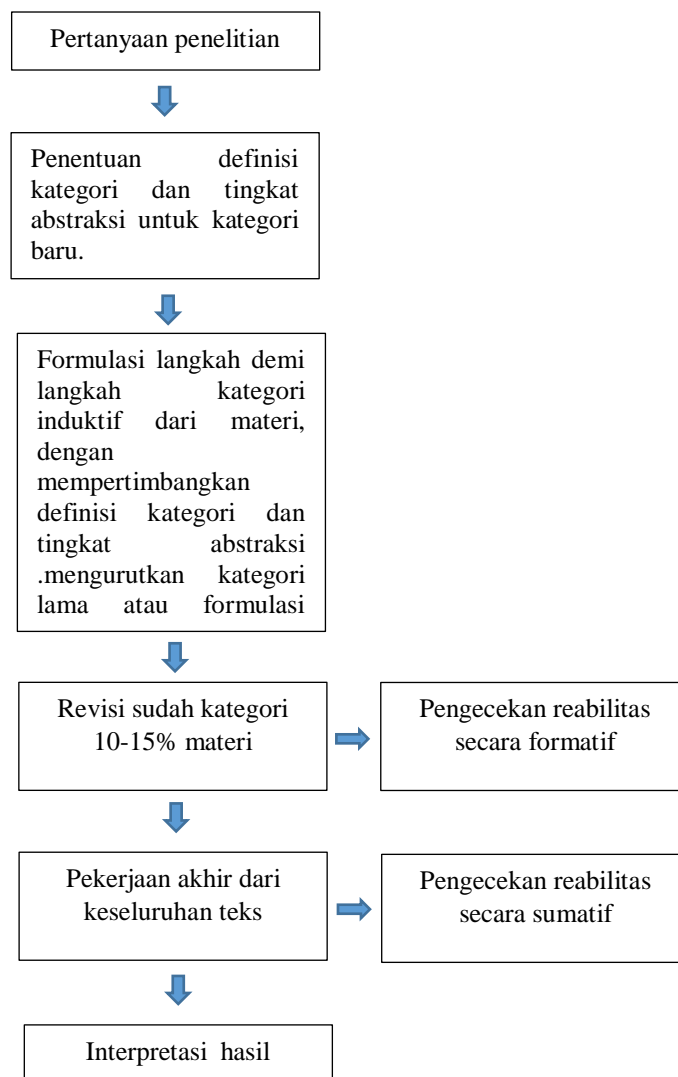 Pertanyaan penelitian
Penentuan definisi
kategori dan tingkat
abstraksi untuk kategori
baru.
Formulasi langkah demi
langkah kategori
induktif dari materi,
dengan
mempertimbangkan
definisi kategori dan
tingkat abstraksi
.mengurutkan kategori
lama atau formulasi
Revisi sudah kategori
10-15% materi
Pengecekan reabilitas
secara formatif
Pekerjaan akhir dari
keseluruhan teks
Pengecekan reabilitas
secara sumatif
Interpretasi hasil